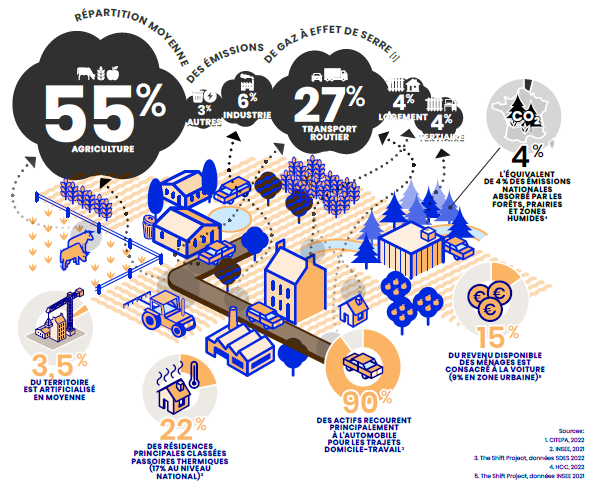 RÉPARTITION MOYENNE
DES ÉMISSIONS
DE GAZ À EFFET DE SERRE [1]
55%
AGRICULTURE
3%
AUTRES
6%
INDUSTRIE
27%
TRANSPORT
ROUTIER
4%
LOGEMENT
4%
TERTIAIRE
CO2
4%
L'ÉQUIVALENT
DE 4% DES ÉMISSIONS
NATIONALES
ABSORBÉ PAR LES
FORÊTS, PRAIRIES
ET ZONES
HUMIDES⁴
3,5%
DU TERRITOIRE
EST ARTIFICIALISÉ
EN MOYENNE
22%
DES RÉSIDENCES
PRINCIPALES CLASSÉES
PASSOIRES THERMIQUES
(17% AU NIVEAU
NATIONAL)²
90%
DES ACTIFS RECOURENT
PRINCIPALEMENT
À L'AUTOMOBILE
POUR LES TRAJETS
DOMICILE-TRAVAIL³
€
€
€
15%
DU REVENU DISPONIBLE
DES MÉNAGES EST
CONSACRÉ À LA VOITURE
(9% EN ZONE URBAINE)⁵
Sources:
1. CITEPA, 2022
2. INSEE, 2021
3. The Shift Project, données SDES 2022
4. HCC, 2022
5. The Shift Project, données INSEE 2021